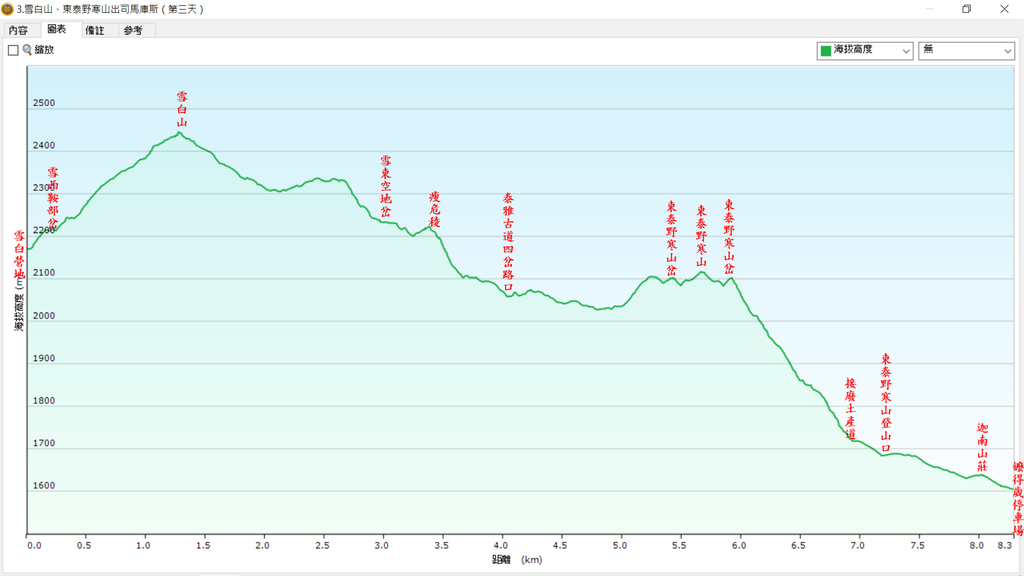 3.雪白山、東泰野寒山出司馬庫斯（第三天）
內容
圖表
備註
參考
縮放
海拔高度
無
2500
2400
2300
2200
2100
2000
1900
1800
1700
1600
海拔高度 (m)
雪白營地
雪西鞍部岔
雪白山
雪東空地岔
瘦危稜
泰雅古道四岔路口
東泰野寒山岔
東泰野寒山
東泰野寒山岔
接廢土產道
東泰野寒山登山口
迦南山莊
嬤得歲停車場
0.0 0.5 1.0 1.5 2.0 2.5 3.0 3.5 4.0 4.5 5.0 5.5 6.0 6.5 7.0 7.5 8.0 8.3
距離 (km)